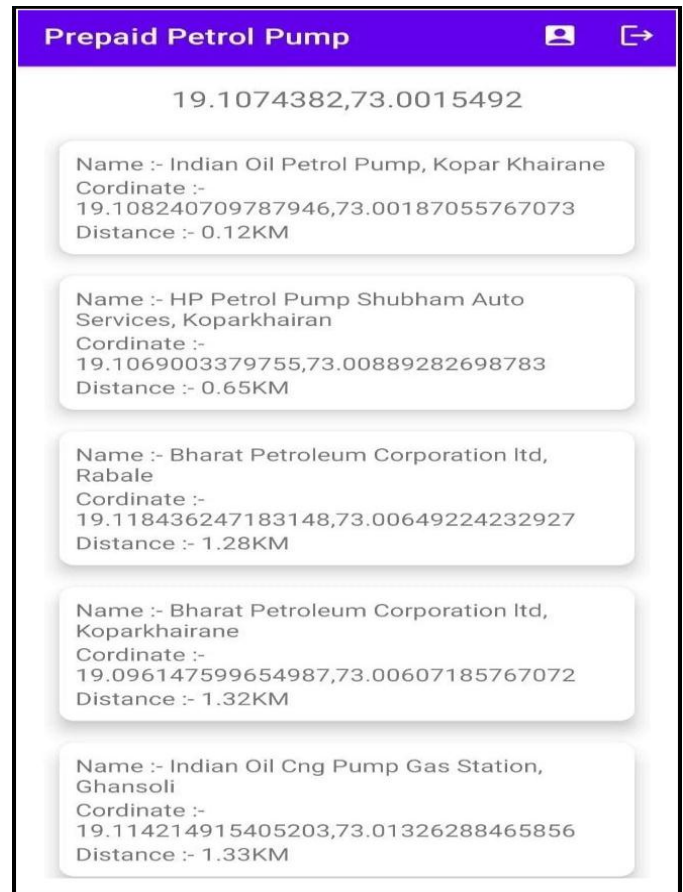 Prepaid Petrol Pump
19.1074382,73.0015492
Name :- Indian Oil Petrol Pump, Kopar Khairane
Cordinate :-
19.108240709787946,73.00187055767073
Distance :- 0.12KM
Name :- HP Petrol Pump Shubham Auto
Services, Koparkhairan
Cordinate :-
19.1069003379755,73.00889282698783
Distance :- 0.65KM
Name :- Bharat Petroleum Corporation ltd,
Rabale
Cordinate :-
19.118436247183148,73.00649224232927
Distance :- 1.28KM
Name :- Bharat Petroleum Corporation ltd,
Koparkhairane
Cordinate :-
19.096147599654987,73.00607185767072
Distance :- 1.32KM
Name :- Indian Oil Cng Pump Gas Station,
Ghansoli
Cordinate :-
19.114214915405203,73.01326288465856
Distance :- 1.33KM